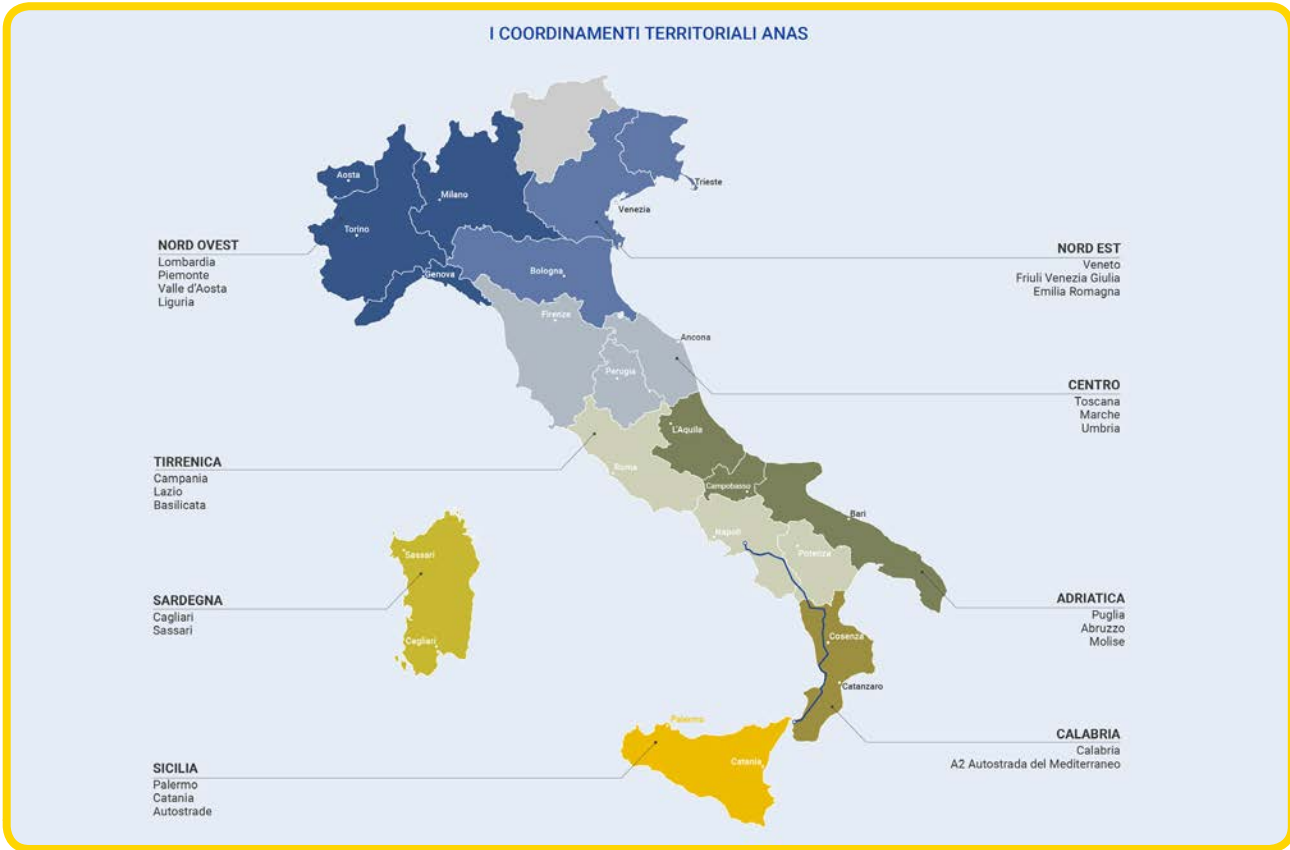 I COORDINAMENTI TERRITORIALI ANAS
Aosta
Milano
Trieste
Venezia
Torino
NORD OVEST
Lombardia
Piemonte
Valle d'Aosta
Liguria
NORD EST
Veneto
Friuli Venezia Giulia
Emilia Romagna
Genova
Bologna
Firenze
Ancona
Perugia
CENTRO
Toscana
Marche
Umbria
L'Aquila
TIRRENICA
Campania
Lazio
Basilicata
Roma
Campobasso
Bari
Napoli
Potenza
Sassari
SARDEGNA
Cagliari
Sassari
Cagliari
ADRIATICA
Puglia
Abruzzo
Molise
Cosenza
Catanzaro
Palermo
CALABRIA
Calabria
A2 Autostrada del Mediterraneo
Catania
SICILIA
Palermo
Catania
Autostrade